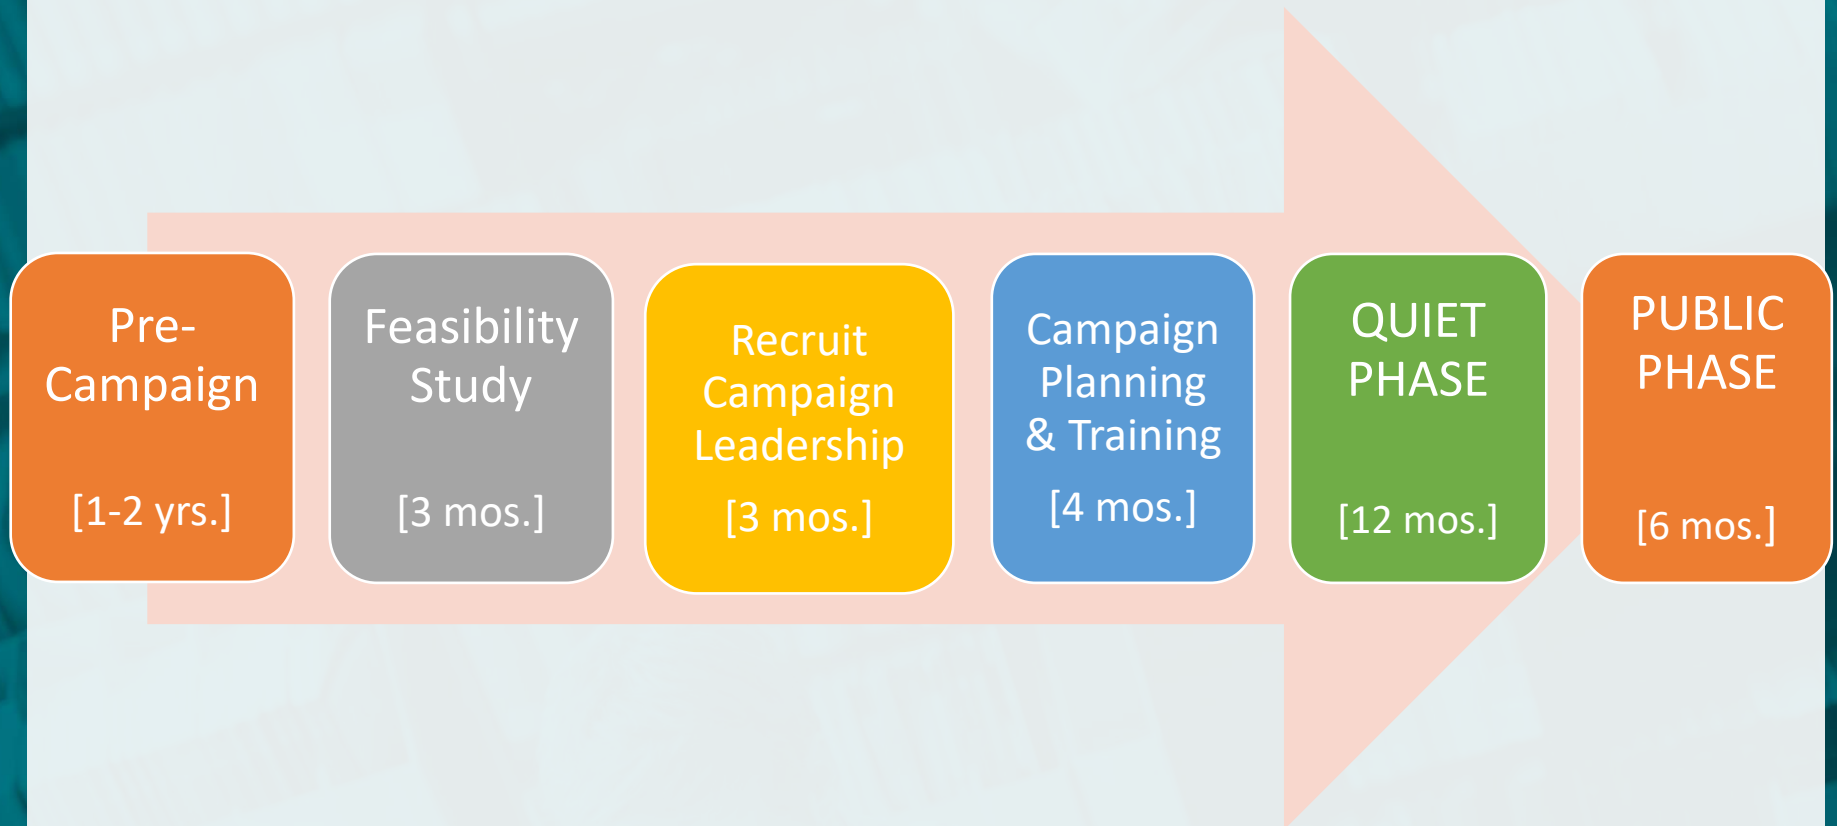 Pre-
Campaign
[1-2 yrs.]
Feasibility
Study
[3 mos.]
Recruit
Campaign
Leadership
[3 mos.]
Campaign
Planning
& Training
[4 mos.]
QUIET
PHASE
[12 mos.]
PUBLIC
PHASE
[6 mos.]